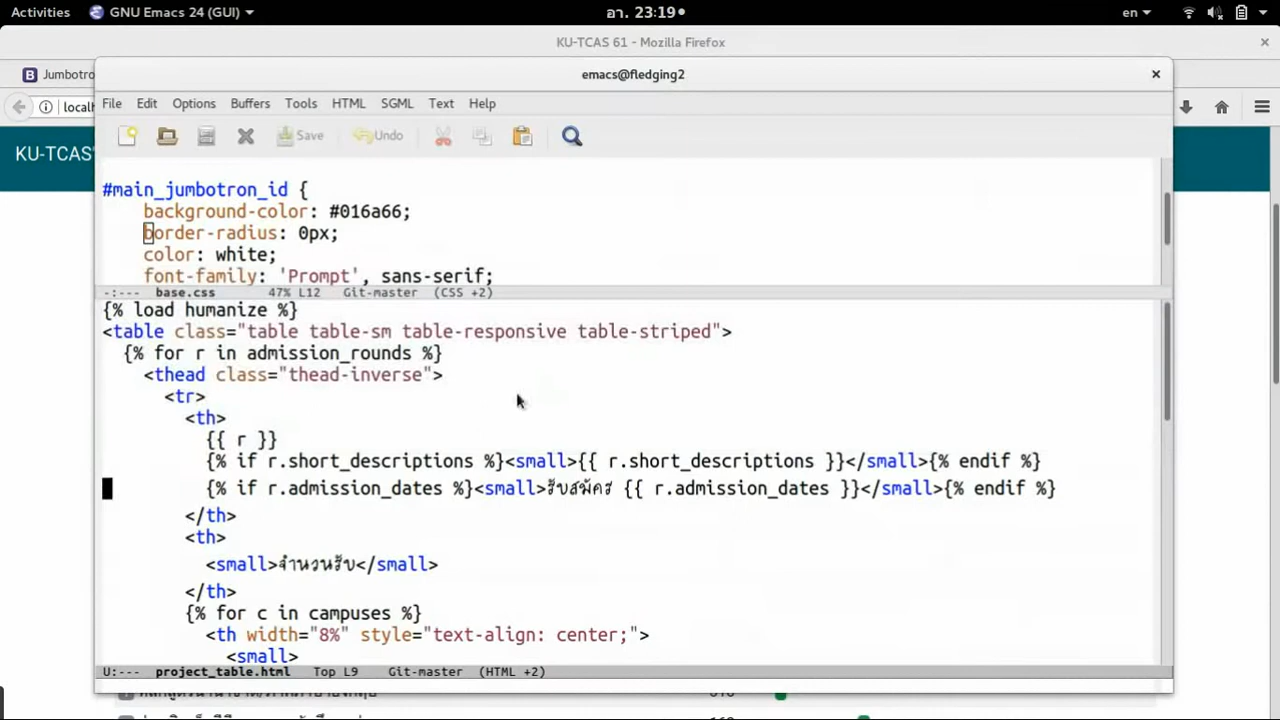 Activities GNU Emacs 24 (GUI) อา. 23:19 en
KU-TCAS 61 - Mozilla Firefox
Jumbotro
emacs@fledging2
localh
File Edit Options Buffers Tools HTML SGML Text Help
Save Undo
KU-TCAS'
#main_jumbotron_id {
background-color: #016a66;
border-radius: 0px;
color: white;
font-family: 'Prompt', sans-serif;
-:--- base.css 47% L12 Git-master (CSS +2)
{% load humanize %}
<table class="table table-sm table-responsive table-striped">
{% for r in admission_rounds %}
<thead class="thead-inverse">
<tr>
<th>
{{ r }}
{% if r.short_descriptions %}<small>{{ r.short_descriptions }}</small>{% endif %}
{% if r.admission_dates %}<small>รับสมัคร {{ r.admission_dates }}</small>{% endif %}
</th>
<th>
<small>จำนวนรับ</small>
</th>
{% for c in campuses %}
<th width="8%" style="text-align: center;">
<small>
U:--- project_table.html Top L9 Git-master (HTML +2)